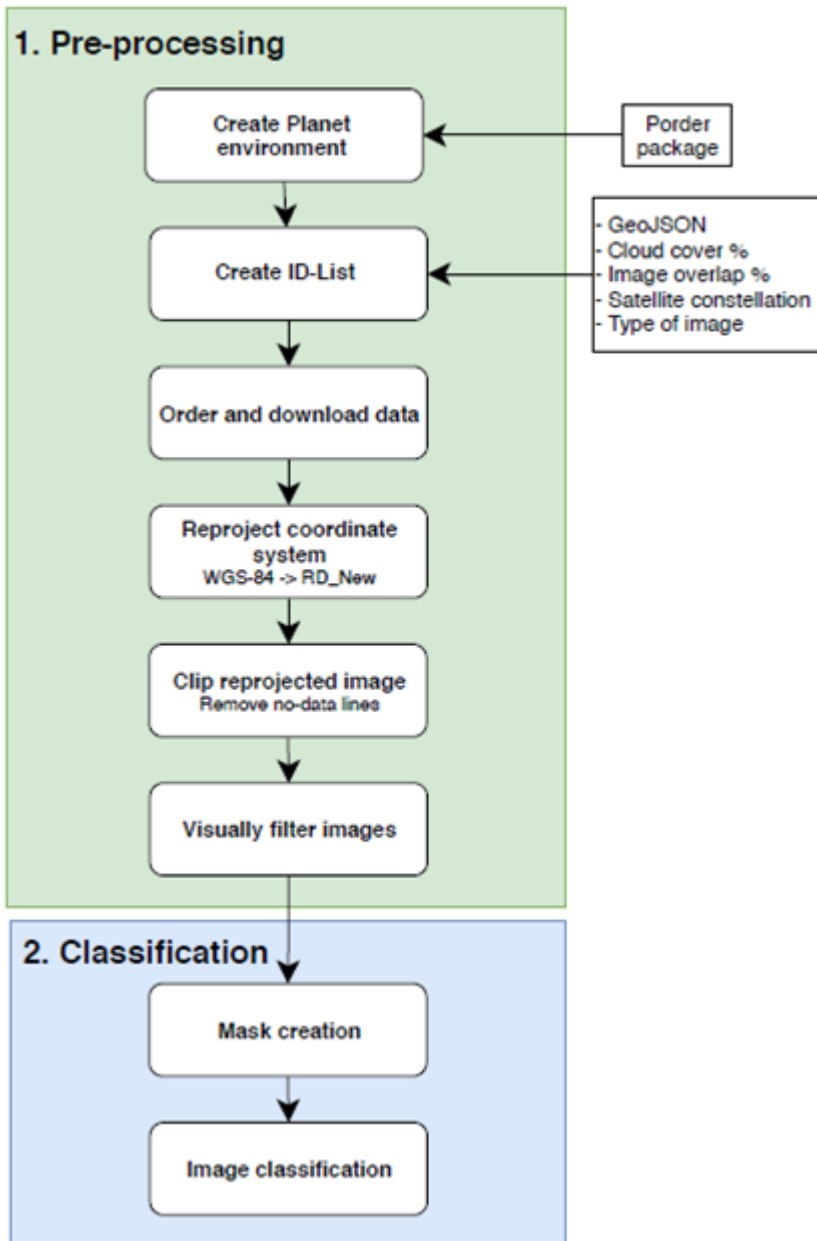 1. Pre-processing
Create Planet
environment
Porder
package
Create ID-List
- GeoJSON
- Cloud cover %
- Image overlap %
- Satellite constellation
- Type of image
Order and download data
Reproject coordinate
system
WGS-84 -> RD_New
Clip reprojected image
Remove no-data lines
Visually filter images
2. Classification
Mask creation
Image classification